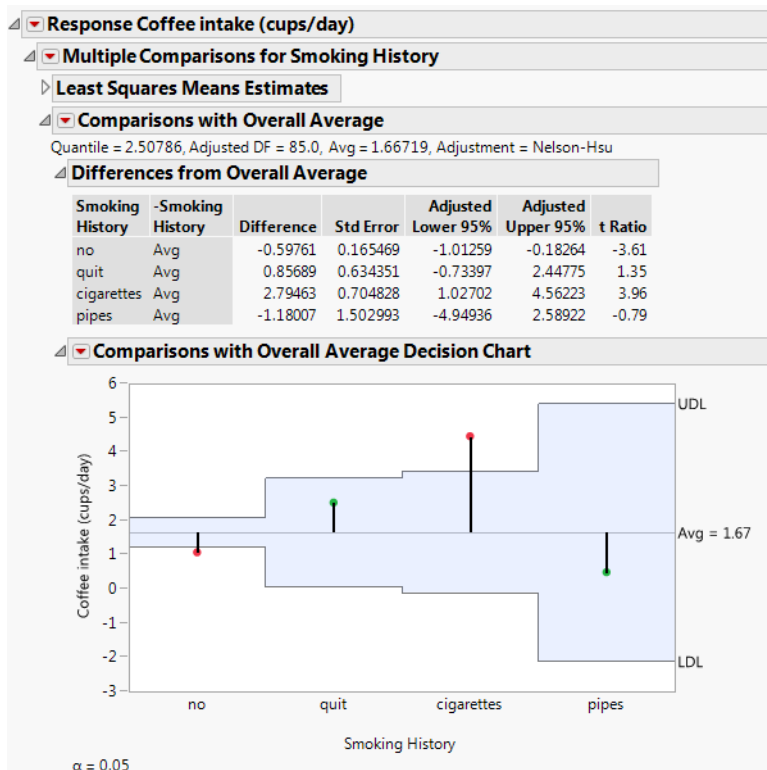 Response Coffee intake (cups/day)
Multiple Comparisons for Smoking History
Least Squares Means Estimates
Comparisons with Overall Average
Quantile = 2.50786, Adjusted DF = 85.0, Avg = 1.66719, Adjustment = Nelson-Hsu
Differences from Overall Average
Smoking -Smoking Adjusted Adjusted
History History Difference Std Error Lower 95% Upper 95% t Ratio
no Avg -0.59761 0.165469 -1.01259 -0.18264 -3.61
quit Avg 0.85689 0.634351 -0.73397 2.44775 1.35
cigarettes Avg 2.79463 0.704828 1.02702 4.56223 3.96
pipes Avg -1.18007 1.502993 -4.94936 2.58922 -0.79
Comparisons with Overall Average Decision Chart
Coffee intake (cups/day)
6
5
4
3
2
1
0
-1
-2
-3
UDL
Avg = 1.67
LDL
no quit cigarettes pipes
Smoking History
α = 0.05